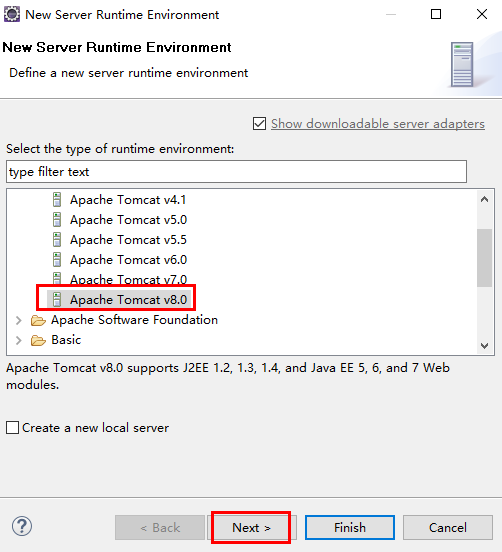 New Server Runtime Environment
New Server Runtime Environment
Define a new server runtime environment
Show downloadable server adapters
Select the type of runtime environment:
type filter text
Apache Tomcat v4.1
Apache Tomcat v5.0
Apache Tomcat v5.5
Apache Tomcat v6.0
Apache Tomcat v7.0
Apache Tomcat v8.0
Apache Software Foundation
Basic
Apache Tomcat v8.0 supports J2EE 1.2, 1.3, 1.4, and Java EE 5, 6, and 7 Web
modules.
Create a new local server
? < Back Next > Finish Cancel